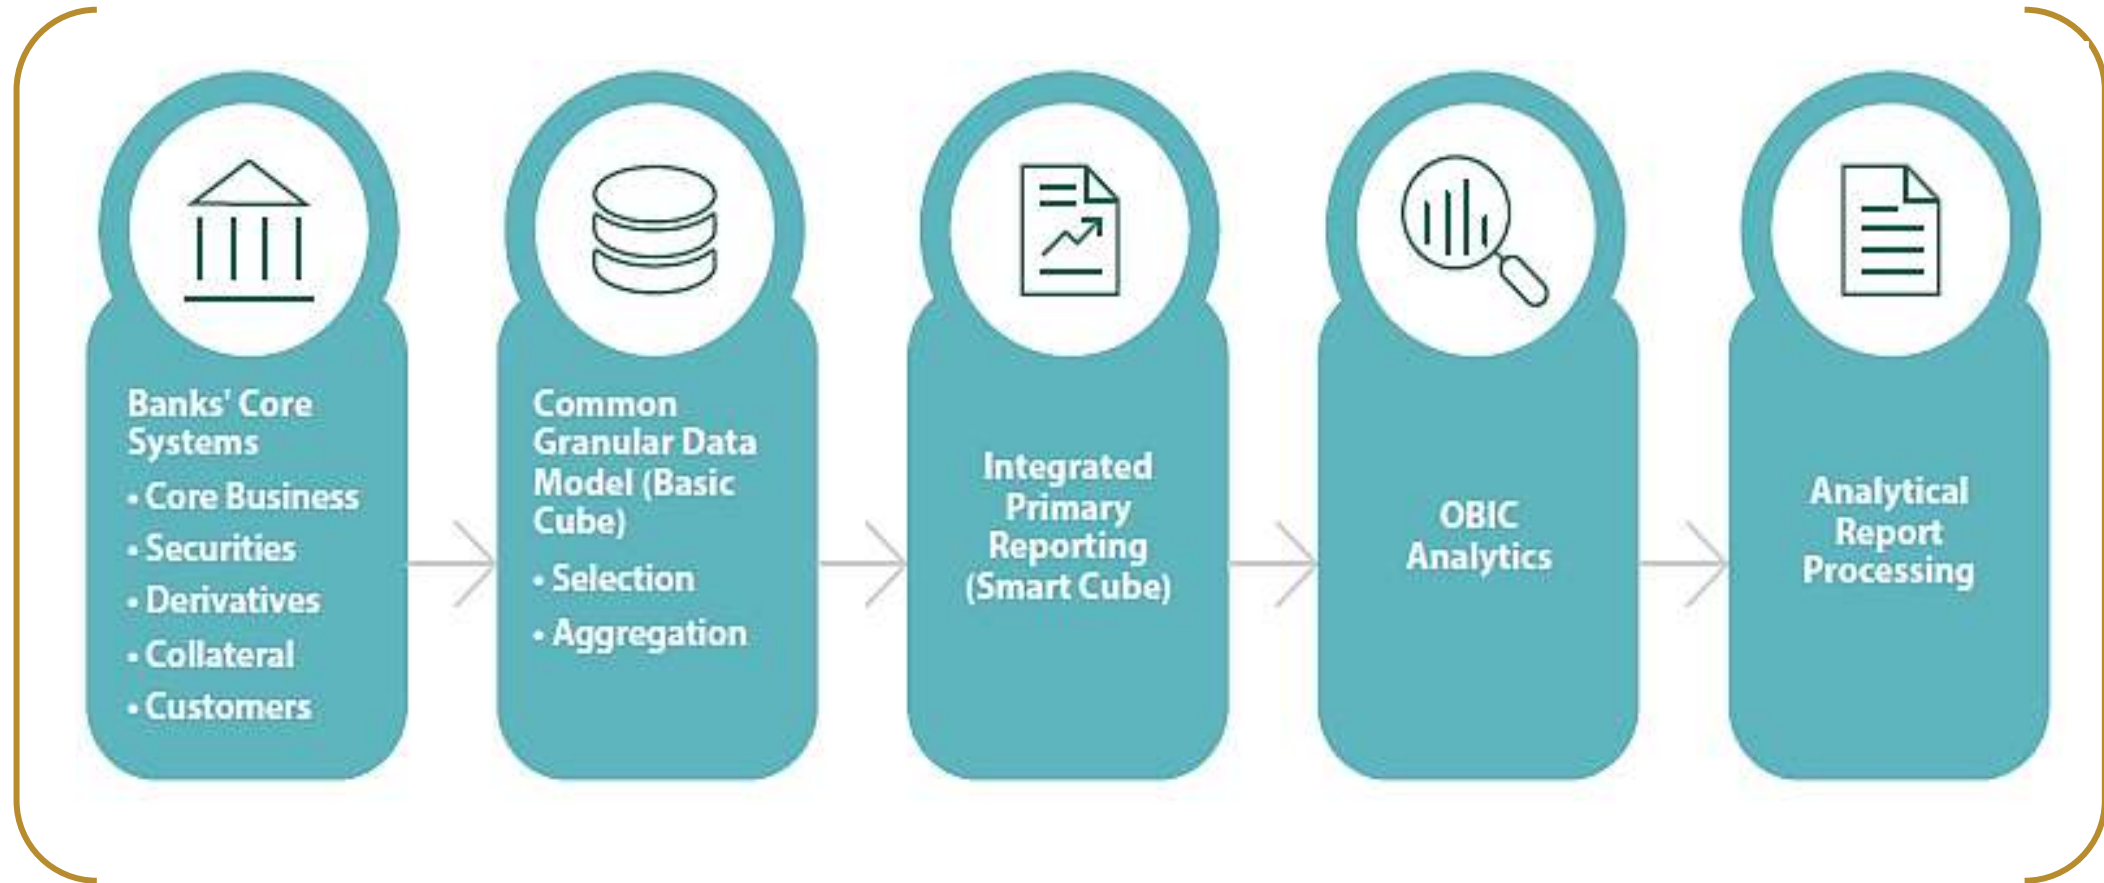 Banks' Core
Systems
• Core Business
• Securities
• Derivatives
• Collateral
• Customers
Common
Granular Data
Model (Basic
Cube)
• Selection
• Aggregation
Integrated
Primary
Reporting
(Smart Cube)
OBIC
Analytics
Analytical
Report
Processing